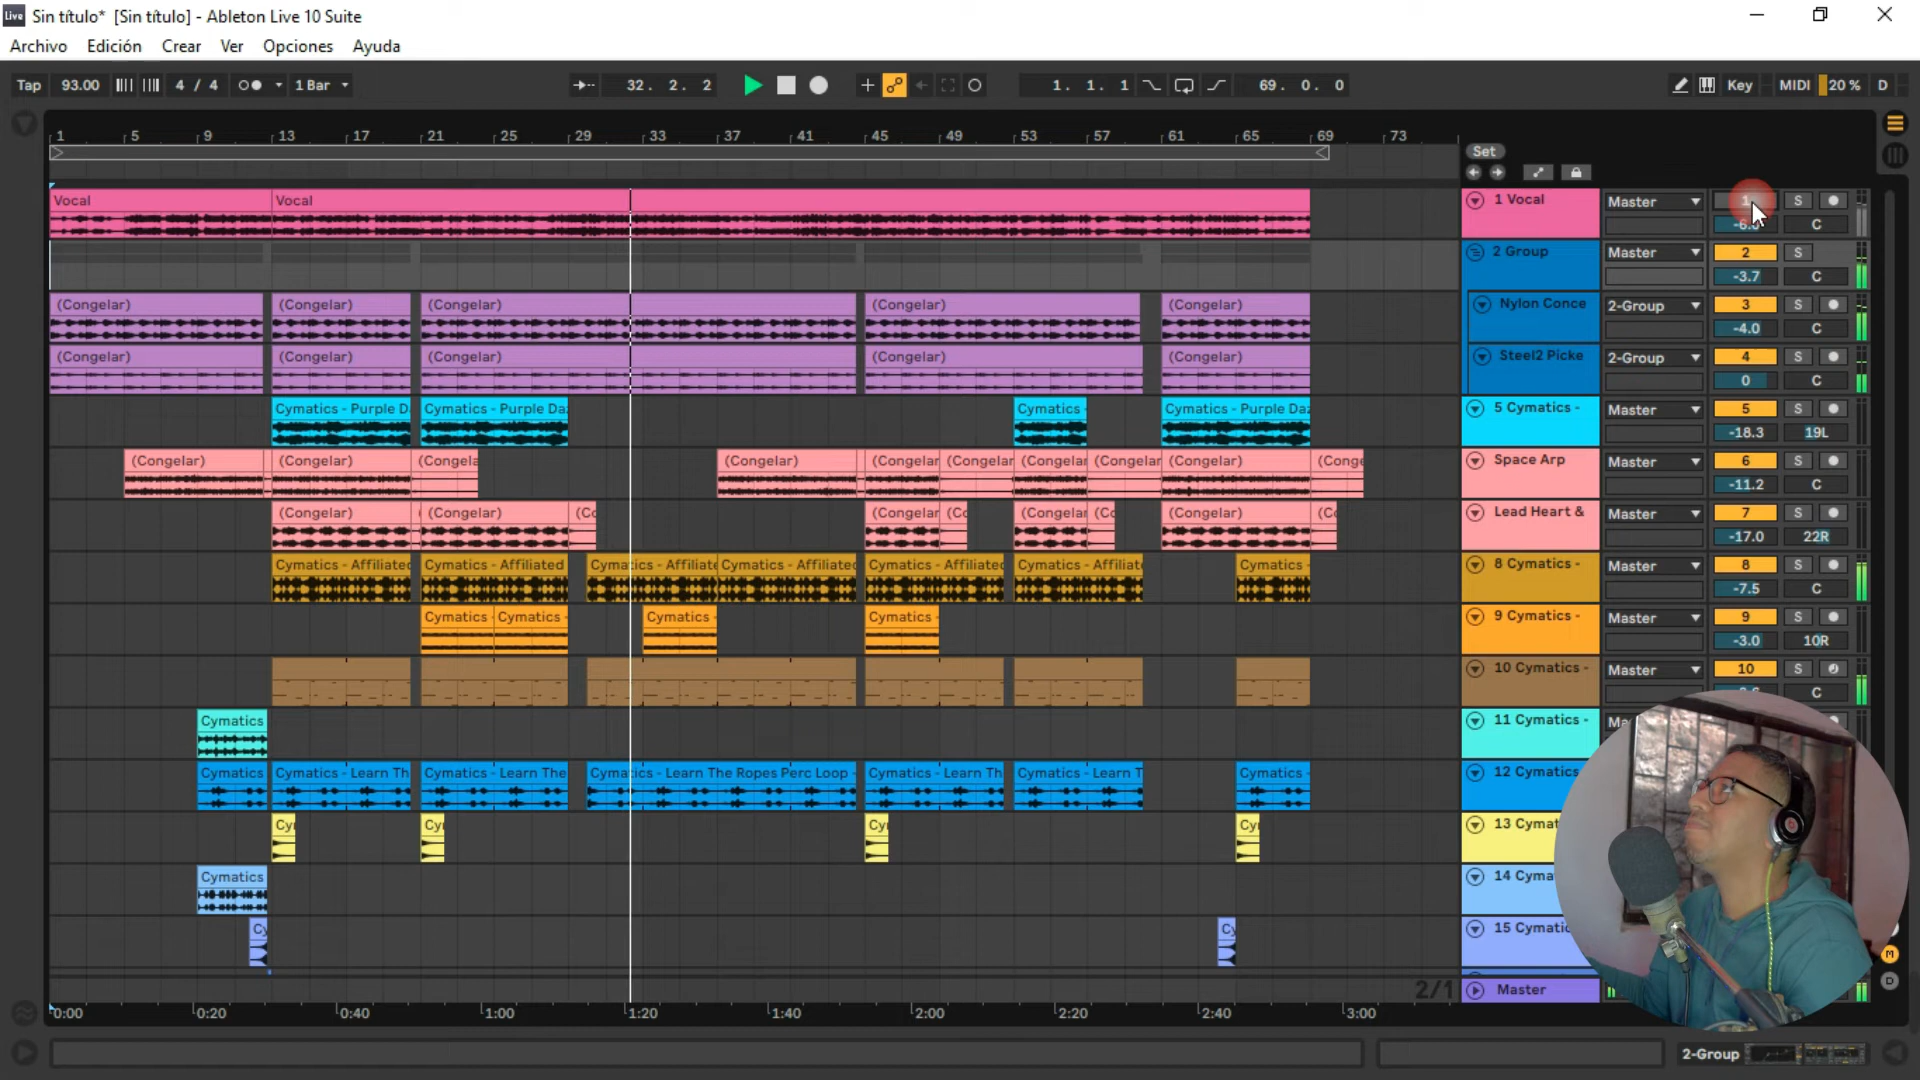 Live Sin título* [Sin título] - Ableton Live 10 Suite
Archivo Edición Crear Ver Opciones Ayuda
Tap 93.00 4 / 4 1 Bar 32. 2. 2 1. 1. 1 69. 0. 0 Key MIDI 20 % D
1 5 9 13 17 21 25 29 33 37 41 45 49 53 57 61 65 69 73
Set
Vocal Vocal 1 Vocal Master 1 S
C
2 Group Master 2 S
-3.7 C
(Congelar) (Congelar) (Congelar) (Congelar) (Congelar) Nylon Conce 2-Group 3 S
-4.0 C
(Congelar) (Congelar) (Congelar) (Congelar) (Congelar) Steel2 Picke 2-Group 4 S
0 C
Cymatics - Purple Da Cymatics - Purple Da Cymatics - Cymatics - Purple Da 5 Cymatics - Master 5 S
-18.3 19L
(Congelar) (Congelar) (Congela (Congelar) (Congelar (Congelar (Congelar (Congelar (Congelar) (Conge Space Arp Master 6 S
-11.2 C
(Congelar) (Congelar) (Co (Congelar (Co (Congelar (Co (Congelar) (Co Lead Heart & Master 7 S
-17.0 22R
Cymatics - Affiliated Cymatics - Affiliated Cymatics - Affiliate Cymatics - Affiliated Cymatics - Affiliated Cymatics - Affiliate Cymatics - 8 Cymatics - Master 8 S
-7.5 C
Cymatics - Cymatics - Cymatics - Cymatics - 9 Cymatics - Master 9 S
-3.0 10R
10 Cymatics - Master 10 S
C
Cymatics 11 Cymatics - Ma
Cymatics Cymatics - Learn Th Cymatics - Learn The Cymatics - Learn The Ropes Perc Loop - Cymatics - Learn Th Cymatics - Learn T Cymatics - 12 Cymatics
Cy Cy Cy Cy 13 Cymat
Cymatics 14 Cyma
Cy Cy 15 Cymatic
M
2/1 Master D
0:00 0:20 0:40 1:00 1:20 1:40 2:00 2:20 2:40 3:00
2-Group